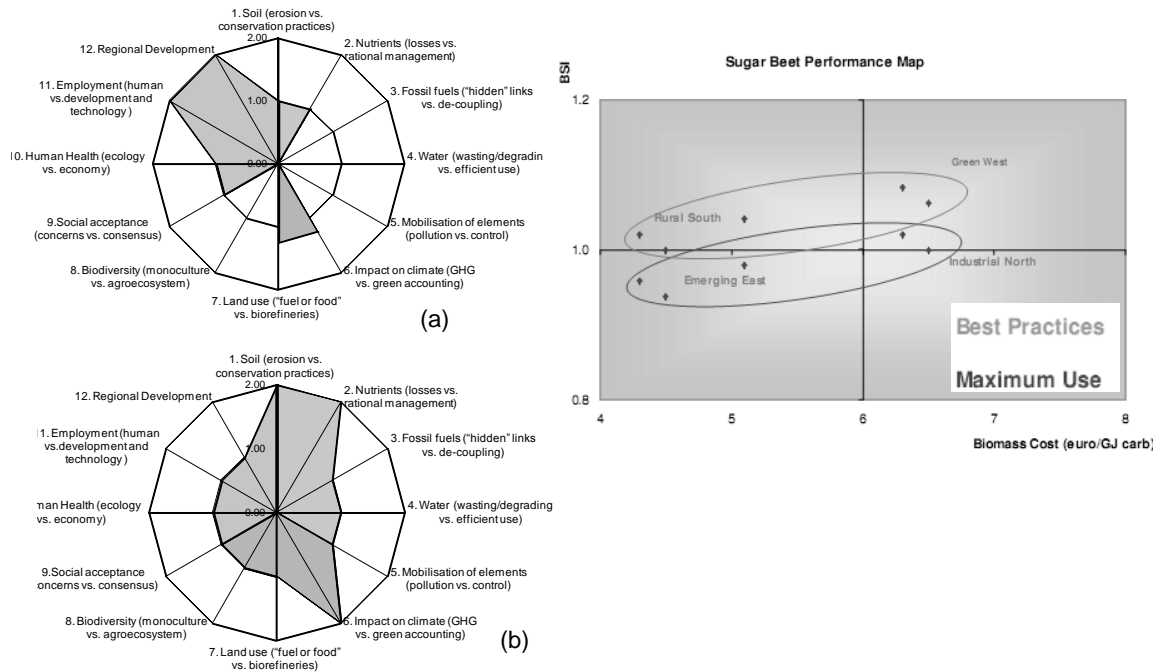 1. Soil (erosion vs.
conservation practices)
2.00
12. Regional Development
2. Nutrients (losses vs.
rational management)
11. Employment (human
vs.development and
technology )
1.00
3. Fossil fuels ("hidden" links
vs. de-coupling)
10. Human Health (ecology
vs. economy)
0.00
4. Water (wasting/degradin
vs. efficient use)
9.Social acceptance
(concerns vs. consensus)
5. Mobilisation of elements
(pollution vs. control)
8. Biodiversity (monoculture
vs. agroecosystem)
6. Impact on climate (GHG
vs. green accounting)
7. Land use ("fuel or food"
vs. biorefineries)
(a)
1. Soil (erosion vs.
conservation practices)
2.00
12. Regional Development
2. Nutrients (losses vs.
rational management)
1. Employment (human
vs.development and
technology )
1.00
3. Fossil fuels ("hidden" links
vs. de-coupling)
man Health (ecology
vs. economy)
0.00
4. Water (wasting/degrading
vs. efficient use)
9.Social acceptance
concerns vs. consensus)
5. Mobilisation of elements
(pollution vs. control)
8. Biodiversity (monoculture
vs. agroecosystem)
6. Impact on climate (GHG
vs. green accounting)
7. Land use ("fuel or food"
vs. biorefineries)
(b)
Sugar Beet Performance Map
BSI
1.2
Green West
Rural South
1.0
Emerging East
Industrial North
Best Practices
Maximum Use
0.8
4
5
6
7
8
Biomass Cost (euro/GJ carb)